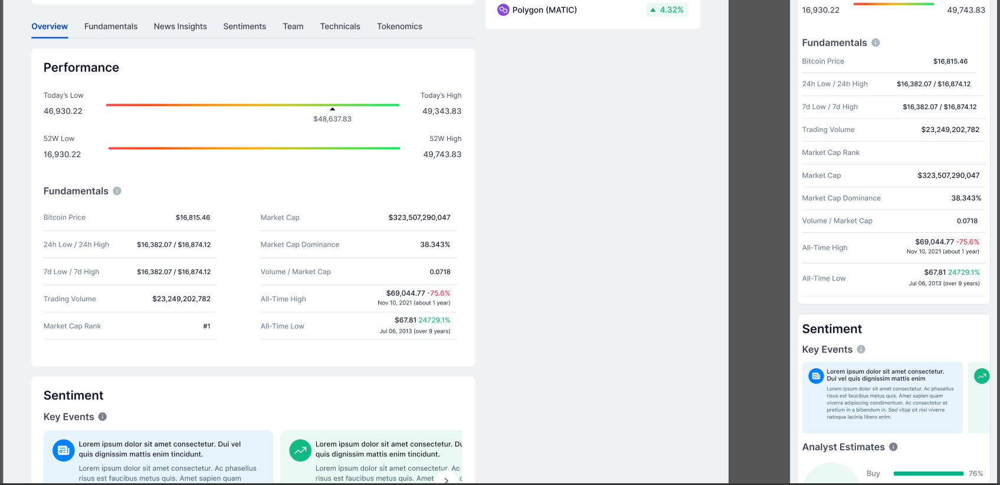 Polygon (MATIC)
4.32%
Overview Fundamentals News Insights Sentiments Team Technicals Tokenomics
Performance
Today's Low Today's High
46,930.22 49,343.83
$48,637.83
52W Low 52W High
16,930.22 49,743.83
Fundamentals
Bitcoin Price $16,815.46
24h Low / 24h High $16,382.07 / $16,874.12
7d Low / 7d High $16,382.07 / $16,874.12
Trading Volume $23,249,202,782
Market Cap Rank #1
Market Cap $323,507,290,047
Market Cap Dominance 38.343%
Volume / Market Cap 0.0718
All-Time High $69,044.77 -75.6%
Nov 10, 2021 (about 1 year)
All-Time Low $67.81 24729.1%
Jul 06, 2013 (over 9 years)
Sentiment
Key Events
Lorem ipsum dolor sit amet consectetur. Dui vel
quis dignissim mattis enim tincidunt.
Lorem ipsum dolor sit amet consectetur. Ac phasellus
risus est faucibus metus quis. Amet sapien quam
Lorem ipsum dolor sit amet consectetur. Du
quis dignissim mattis enim tincidunt.
Lorem ipsum dolor sit amet consectetur. Ac
risus est faucibus metus quis. Amet
16,930.22 49,743.83
Fundamentals
Bitcoin Price $16,815.46
24h Low / 24h High $16,382.07 / $16,874.12
7d Low / 7d High $16,382.07 / $16,874.12
Trading Volume $23,249,202,782
Market Cap Rank
Market Cap $323,507,290,047
Market Cap Dominance 38.343%
Volume / Market Cap 0.0718
All-Time High $69,044.77 -75.6%
Nov 10, 2021 (about 1 year)
All-Time Low $67.81 24729.1%
Jul 06, 2013 (over 9 years)
Sentiment
Key Events
Lorem ipsum dolor sit amet consectetur.
Dui vel quis dignissim mattis enim
Lorem ipsum dolor sit amet consectetur. Ac phasellus
risus est faucibus metus quis. Amet sapien quam
viverra adipiscing condimentum. Ac consectetur et
pretium in a bibendum in. Sed vitae sit nisi viverra
natoque lacinia libero enim.
Analyst Estimates
Buy 76%